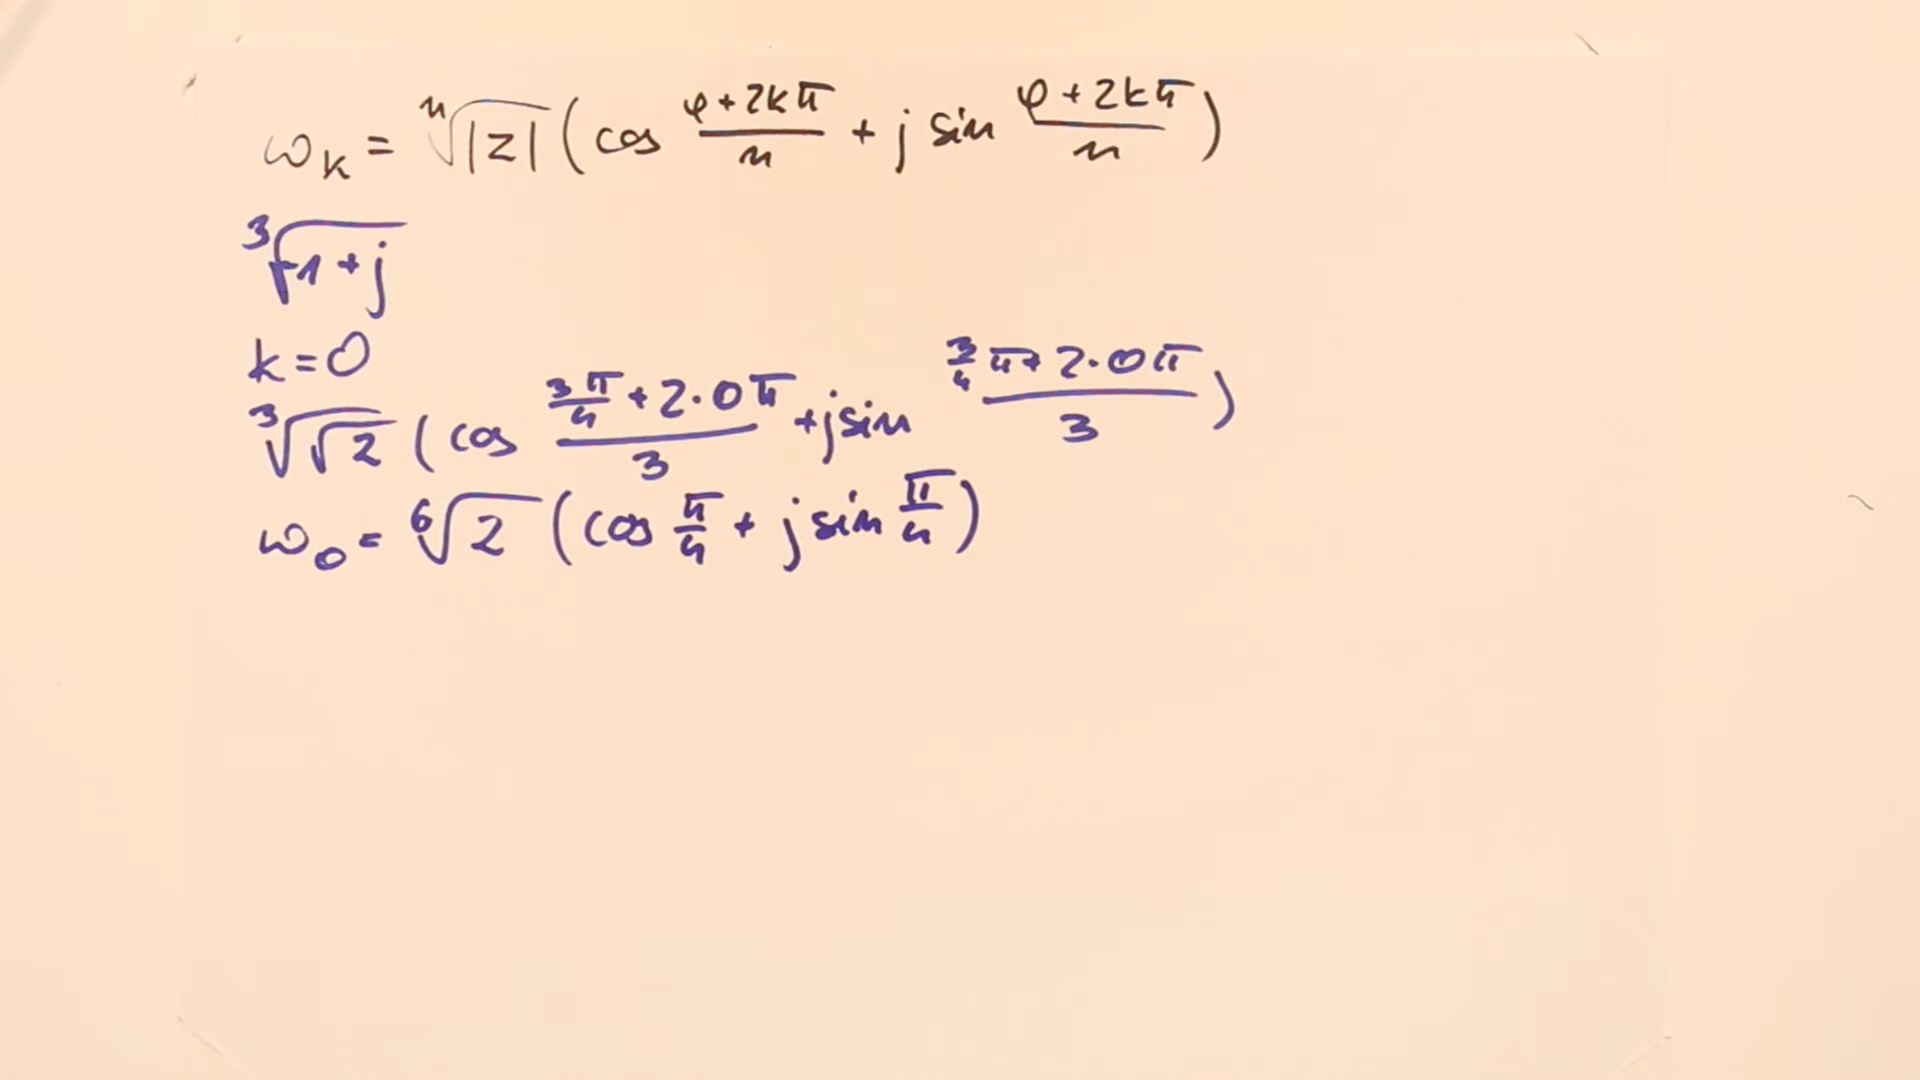 ω_k = ⁿ√|z| (cos (φ+2kπ)/n + j sin (φ+2kπ)/n)
³√(-1+j)
k=0
³√√2 (cos (3π/4 + 2·0π)/3 + j sin (3/4 π + 2·0π)/3)
ω_0 = ⁶√2 (cos π/4 + j sin π/4)